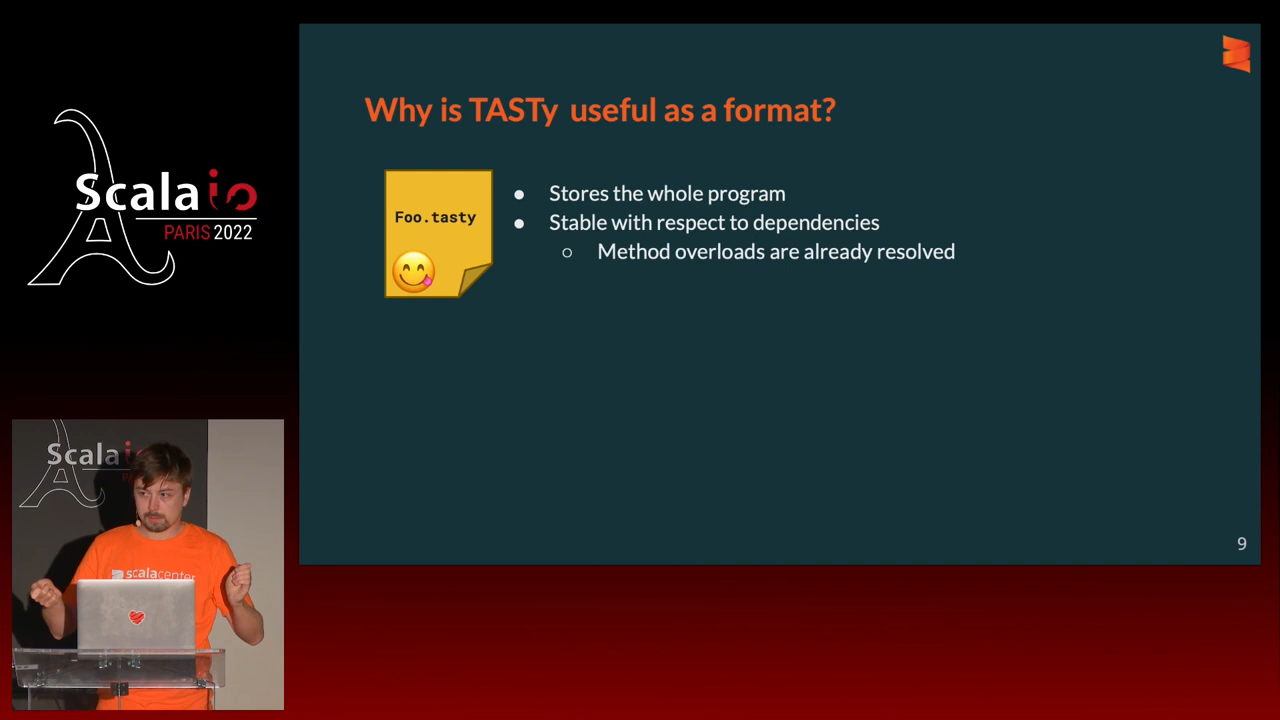 Scala io
PARIS 2022
Why is TASTy useful as a format?
Foo.tasty
● Stores the whole program
● Stable with respect to dependencies
○ Method overloads are already resolved
9
Scala
scalacenter